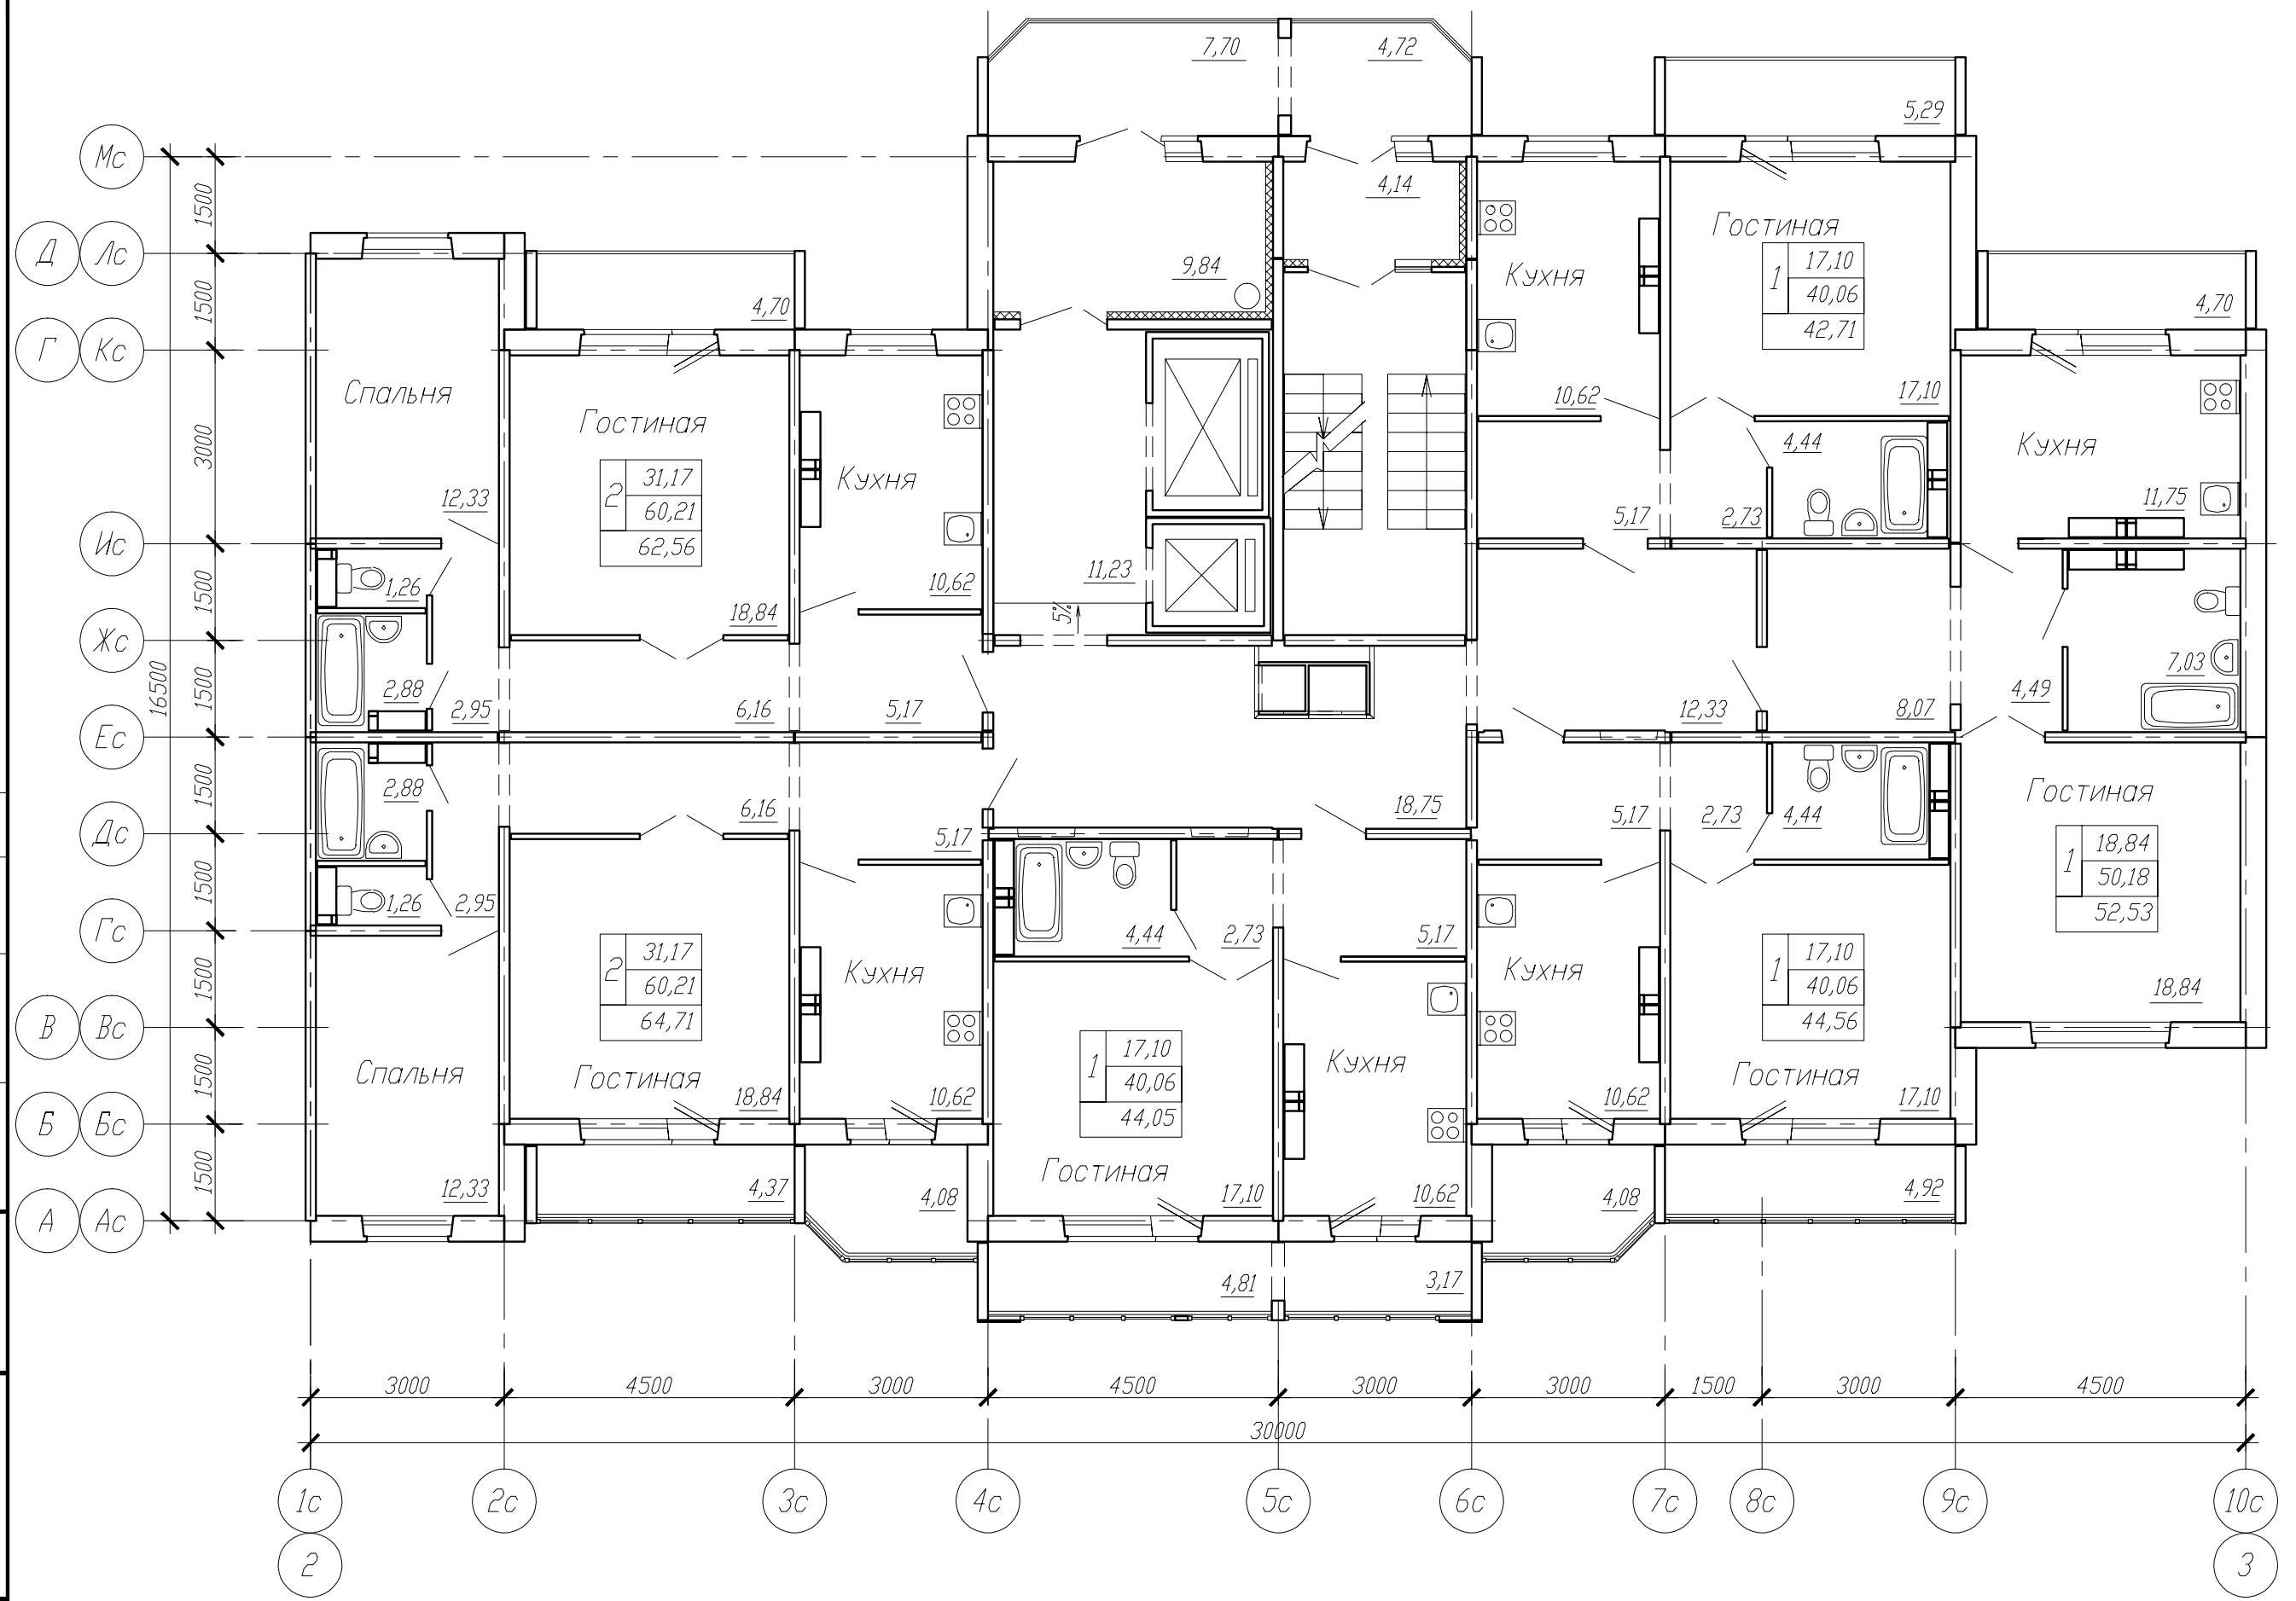 7,70
4,72
5,29
Мс
4,14
1500
Гостиная
Д
Лс
9,84
Кухня
1
17,10
40,06
42,71
4,70
4,70
1500
Г
Кс
Спальня
10,62
17,10
Гостиная
4,44
Кухня
3000
2
31,17
60,21
62,56
Кухня
12,33
11,75
5,17
2,73
Ис
11,23
1,26
18,84
10,62
5%
1500
Жс
7,03
16500
2,88
4,49
1500
2,95
6,16
5,17
12,33
8,07
Ес
2,88
1500
6,16
18,75
5,17
2,73
4,44
Гостиная
Дс
5,17
1
18,84
50,18
52,53
1,26
2,95
1500
Гс
4,44
2,73
5,17
2
31,17
60,21
64,71
Кухня
Кухня
1
17,10
40,06
44,56
18,84
1500
В
Вс
1
17,10
40,06
44,05
Кухня
Спальня
Гостиная
Гостиная
1500
18,84
10,62
10,62
17,10
Б
Бс
Гостиная
1500
12,33
4,37
4,08
17,10
10,62
4,08
4,92
А
Ас
4,81
3,17
3000
4500
3000
4500
3000
3000
1500
3000
4500
30000
1с
2с
3с
4с
5с
6с
7с
8с
9с
10с
2
3